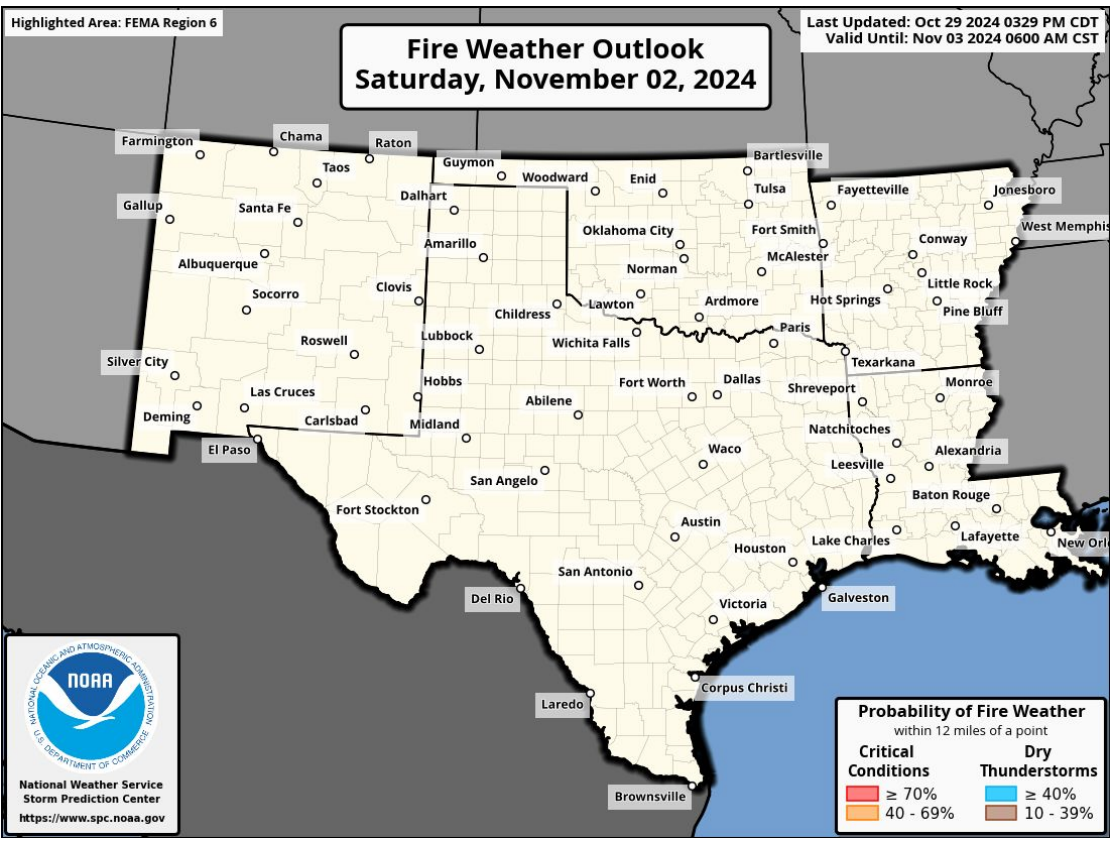 Highlighted Area: FEMA Region 6
Last Updated: Oct 29 2024 0329 PM CDT
Valid Until: Nov 03 2024 0600 AM CST
Fire Weather Outlook
Saturday, November 02, 2024
Farmington
Chama
Raton
Taos
Guymon
Woodward
Enid
Bartlesville
Tulsa
Fayetteville
Jonesboro
Gallup
Santa Fe
Dalhart
Oklahoma City
Fort Smith
West Memphis
Albuquerque
Amarillo
Norman
McAlester
Conway
Socorro
Clovis
Childress
Lawton
Ardmore
Hot Springs
Little Rock
Pine Bluff
Roswell
Lubbock
Wichita Falls
Paris
Texarkana
Silver City
Las Cruces
Hobbs
Fort Worth
Dallas
Shreveport
Monroe
Deming
Carlsbad
Midland
Abilene
Natchitoches
El Paso
San Angelo
Waco
Leesville
Alexandria
Fort Stockton
Austin
Baton Rouge
Houston
Lake Charles
Lafayette
New Orl
San Antonio
Del Rio
Victoria
Galveston
Laredo
Corpus Christi
Brownsville
NATIONAL OCEANIC AND ATMOSPHERIC ADMINISTRATION
NOAA
U.S. DEPARTMENT OF COMMERCE
National Weather Service
Storm Prediction Center
https://www.spc.noaa.gov
Probability of Fire Weather
within 12 miles of a point
Critical Conditions
Dry Thunderstorms
≥ 70%
≥ 40%
40 - 69%
10 - 39%